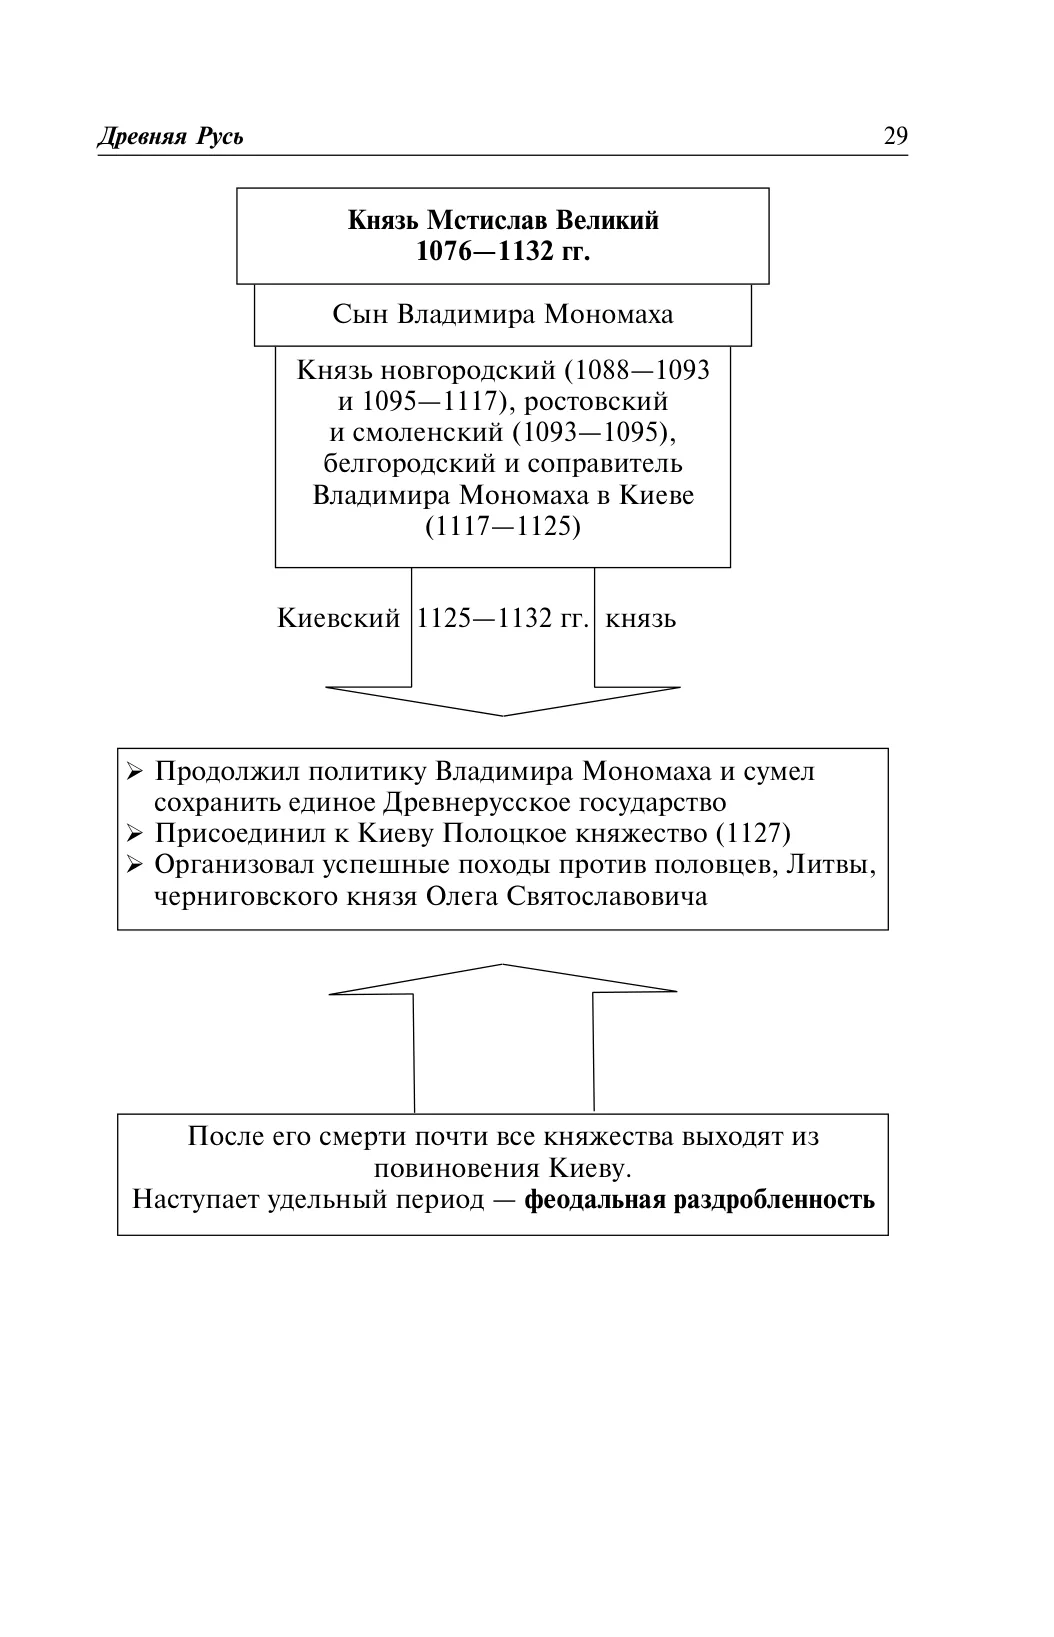 Древняя Русь 29
Князь Мстислав Великий
1076—1132 гг.
Сын Владимира Мономаха
Князь новгородский (1088—1093
и 1095—1117), ростовский
и смоленский (1093—1095),
белгородский и соправитель
Владимира Мономаха в Киеве
(1117—1125)
Киевский 1125—1132 гг. князь
➢ Продолжил политику Владимира Мономаха и сумел
сохранить единое Древнерусское государство
➢ Присоединил к Киеву Полоцкое княжество (1127)
➢ Организовал успешные походы против половцев, Литвы,
черниговского князя Олега Святославовича
После его смерти почти все княжества выходят из
повиновения Киеву.
Наступает удельный период — феодальная раздробленность